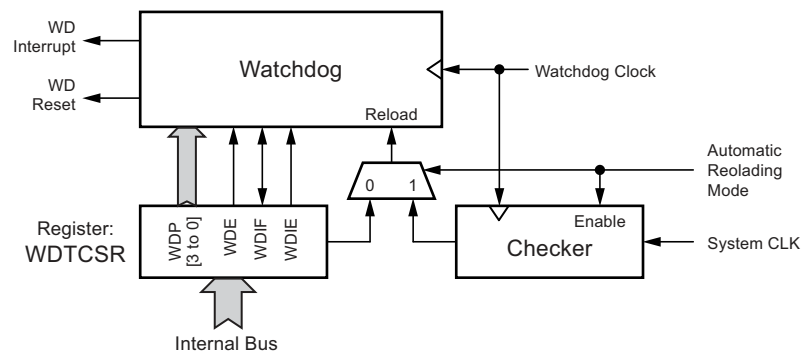 WD
Interrupt
WD
Reset
Watchdog
Reload
Watchdog Clock
0
1
Automatic
Reolading
Mode
Register:
WDTCSR
WDP
[3 to 0]
WDE
WDIF
WDIE
Enable
Checker
System CLK
Internal Bus